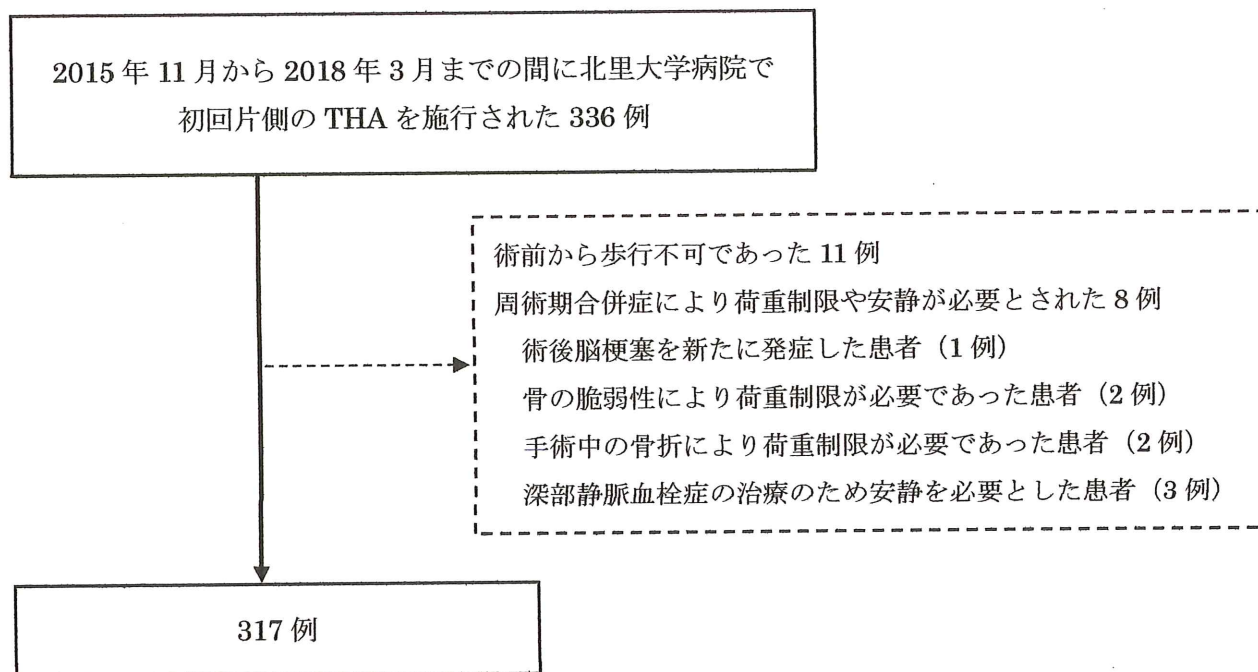 2015年11月から2018年3月までの間に北里大学病院で
初回片側のTHAを施行された336例
術前から歩行不可であった11例
周術期合併症により荷重制限や安静が必要とされた8例
術後脳梗塞を新たに発症した患者（1例）
骨の脆弱性により荷重制限が必要であった患者（2例）
手術中の骨折により荷重制限が必要であった患者（2例）
深部静脈血栓症の治療のため安静を必要とした患者（3例）
317例